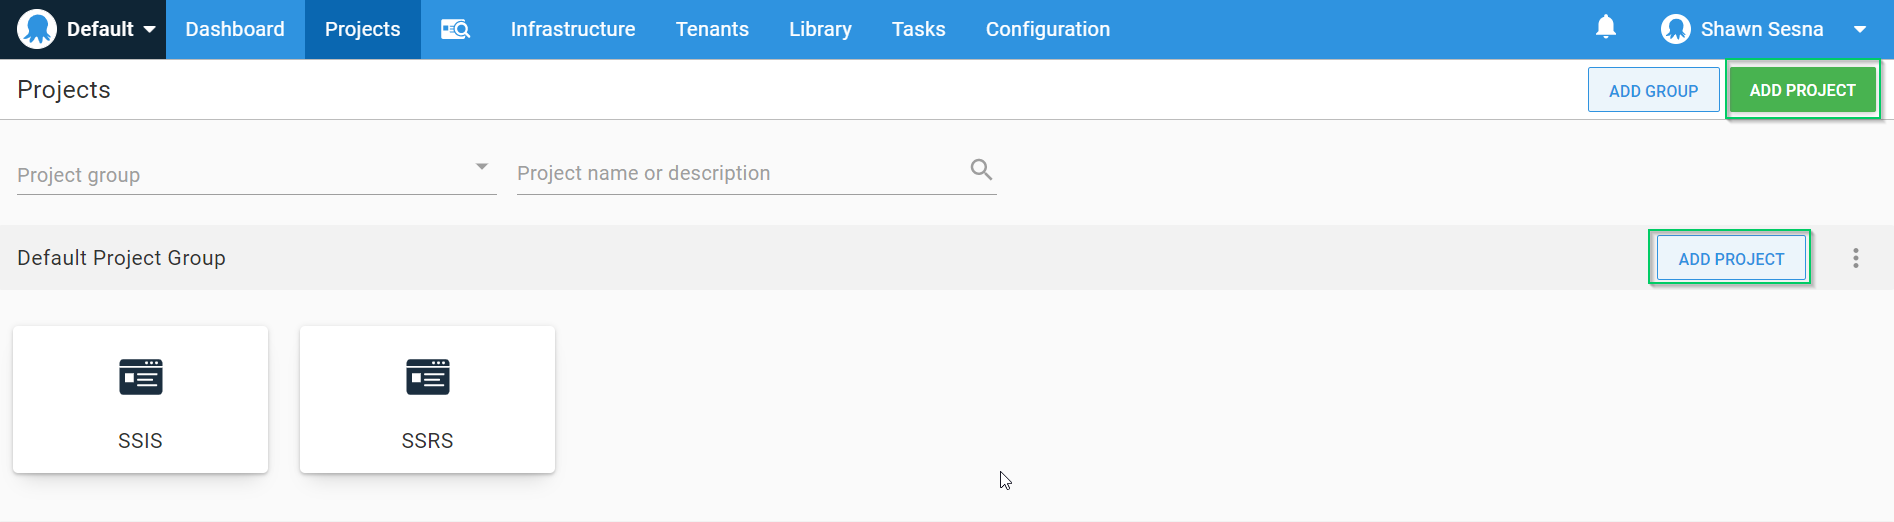 Default Dashboard Projects Infrastructure Tenants Library Tasks Configuration Shawn Sesna
Projects ADD GROUP ADD PROJECT
Project group Project name or description
Default Project Group ADD PROJECT
SSIS SSRS